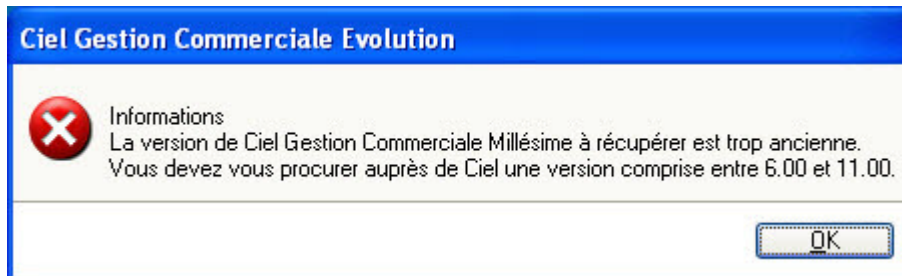 Ciel Gestion Commerciale Evolution
Informations
La version de Ciel Gestion Commerciale Millésime à récupérer est trop ancienne.
Vous devez vous procurer auprès de Ciel une version comprise entre 6.00 et 11.00.
OK